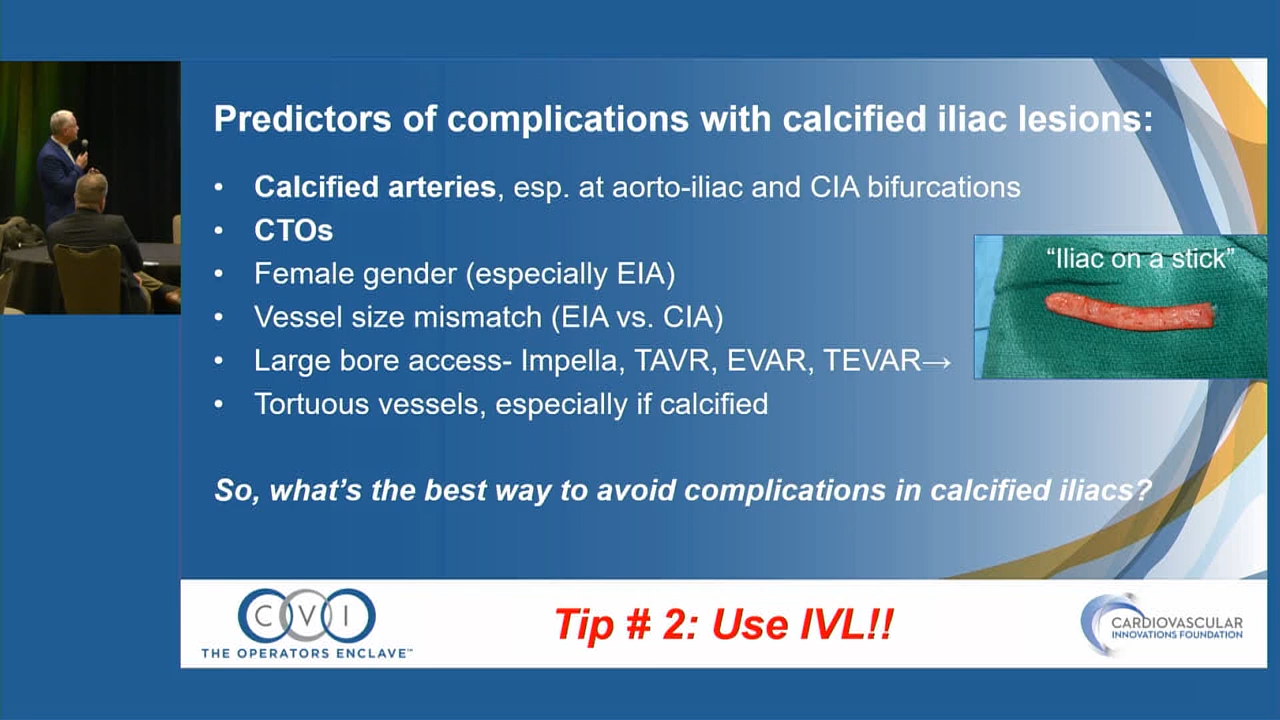 Predictors of complications with calcified iliac lesions:
• Calcified arteries, esp. at aorto-iliac and CIA bifurcations
• CTOs
• Female gender (especially EIA)
• Vessel size mismatch (EIA vs. CIA)
• Large bore access- Impella, TAVR, EVAR, TEVAR→
• Tortuous vessels, especially if calcified
“Iliac on a stick”
So, what’s the best way to avoid complications in calcified iliacs?
CVI
THE OPERATORS ENCLAVE™
Tip # 2: Use IVL!!
CARDIOVASCULAR
INNOVATIONS FOUNDATION